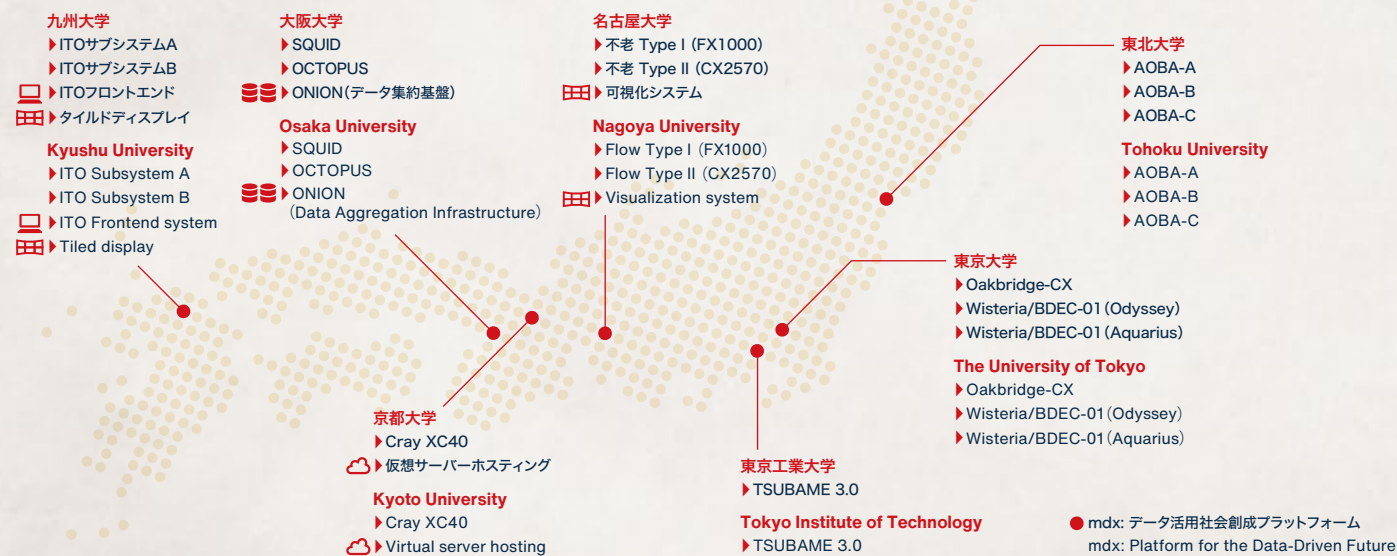 九州大学
ITOサブシステムA
ITOサブシステムB
ITOフロントエンド
タイルドディスプレイ
Kyushu University
ITO Subsystem A
ITO Subsystem B
ITO Frontend system
Tiled display
大阪大学
SQUID
OCTOPUS
ONION(データ集約基盤)
Osaka University
SQUID
OCTOPUS
ONION
(Data Aggregation Infrastructure)
名古屋大学
不老 Type I (FX1000)
不老 Type II (CX2570)
可視化システム
Nagoya University
Flow Type I (FX1000)
Flow Type II (CX2570)
Visualization system
東北大学
AOBA-A
AOBA-B
AOBA-C
Tohoku University
AOBA-A
AOBA-B
AOBA-C
東京大学
Oakbridge-CX
Wisteria/BDEC-01(Odyssey)
Wisteria/BDEC-01(Aquarius)
The University of Tokyo
Oakbridge-CX
Wisteria/BDEC-01(Odyssey)
Wisteria/BDEC-01(Aquarius)
京都大学
Cray XC40
仮想サーバーホスティング
Kyoto University
Cray XC40
Virtual server hosting
東京工業大学
TSUBAME 3.0
Tokyo Institute of Technology
TSUBAME 3.0
mdx: データ活用社会創成プラットフォーム
mdx: Platform for the Data-Driven Future